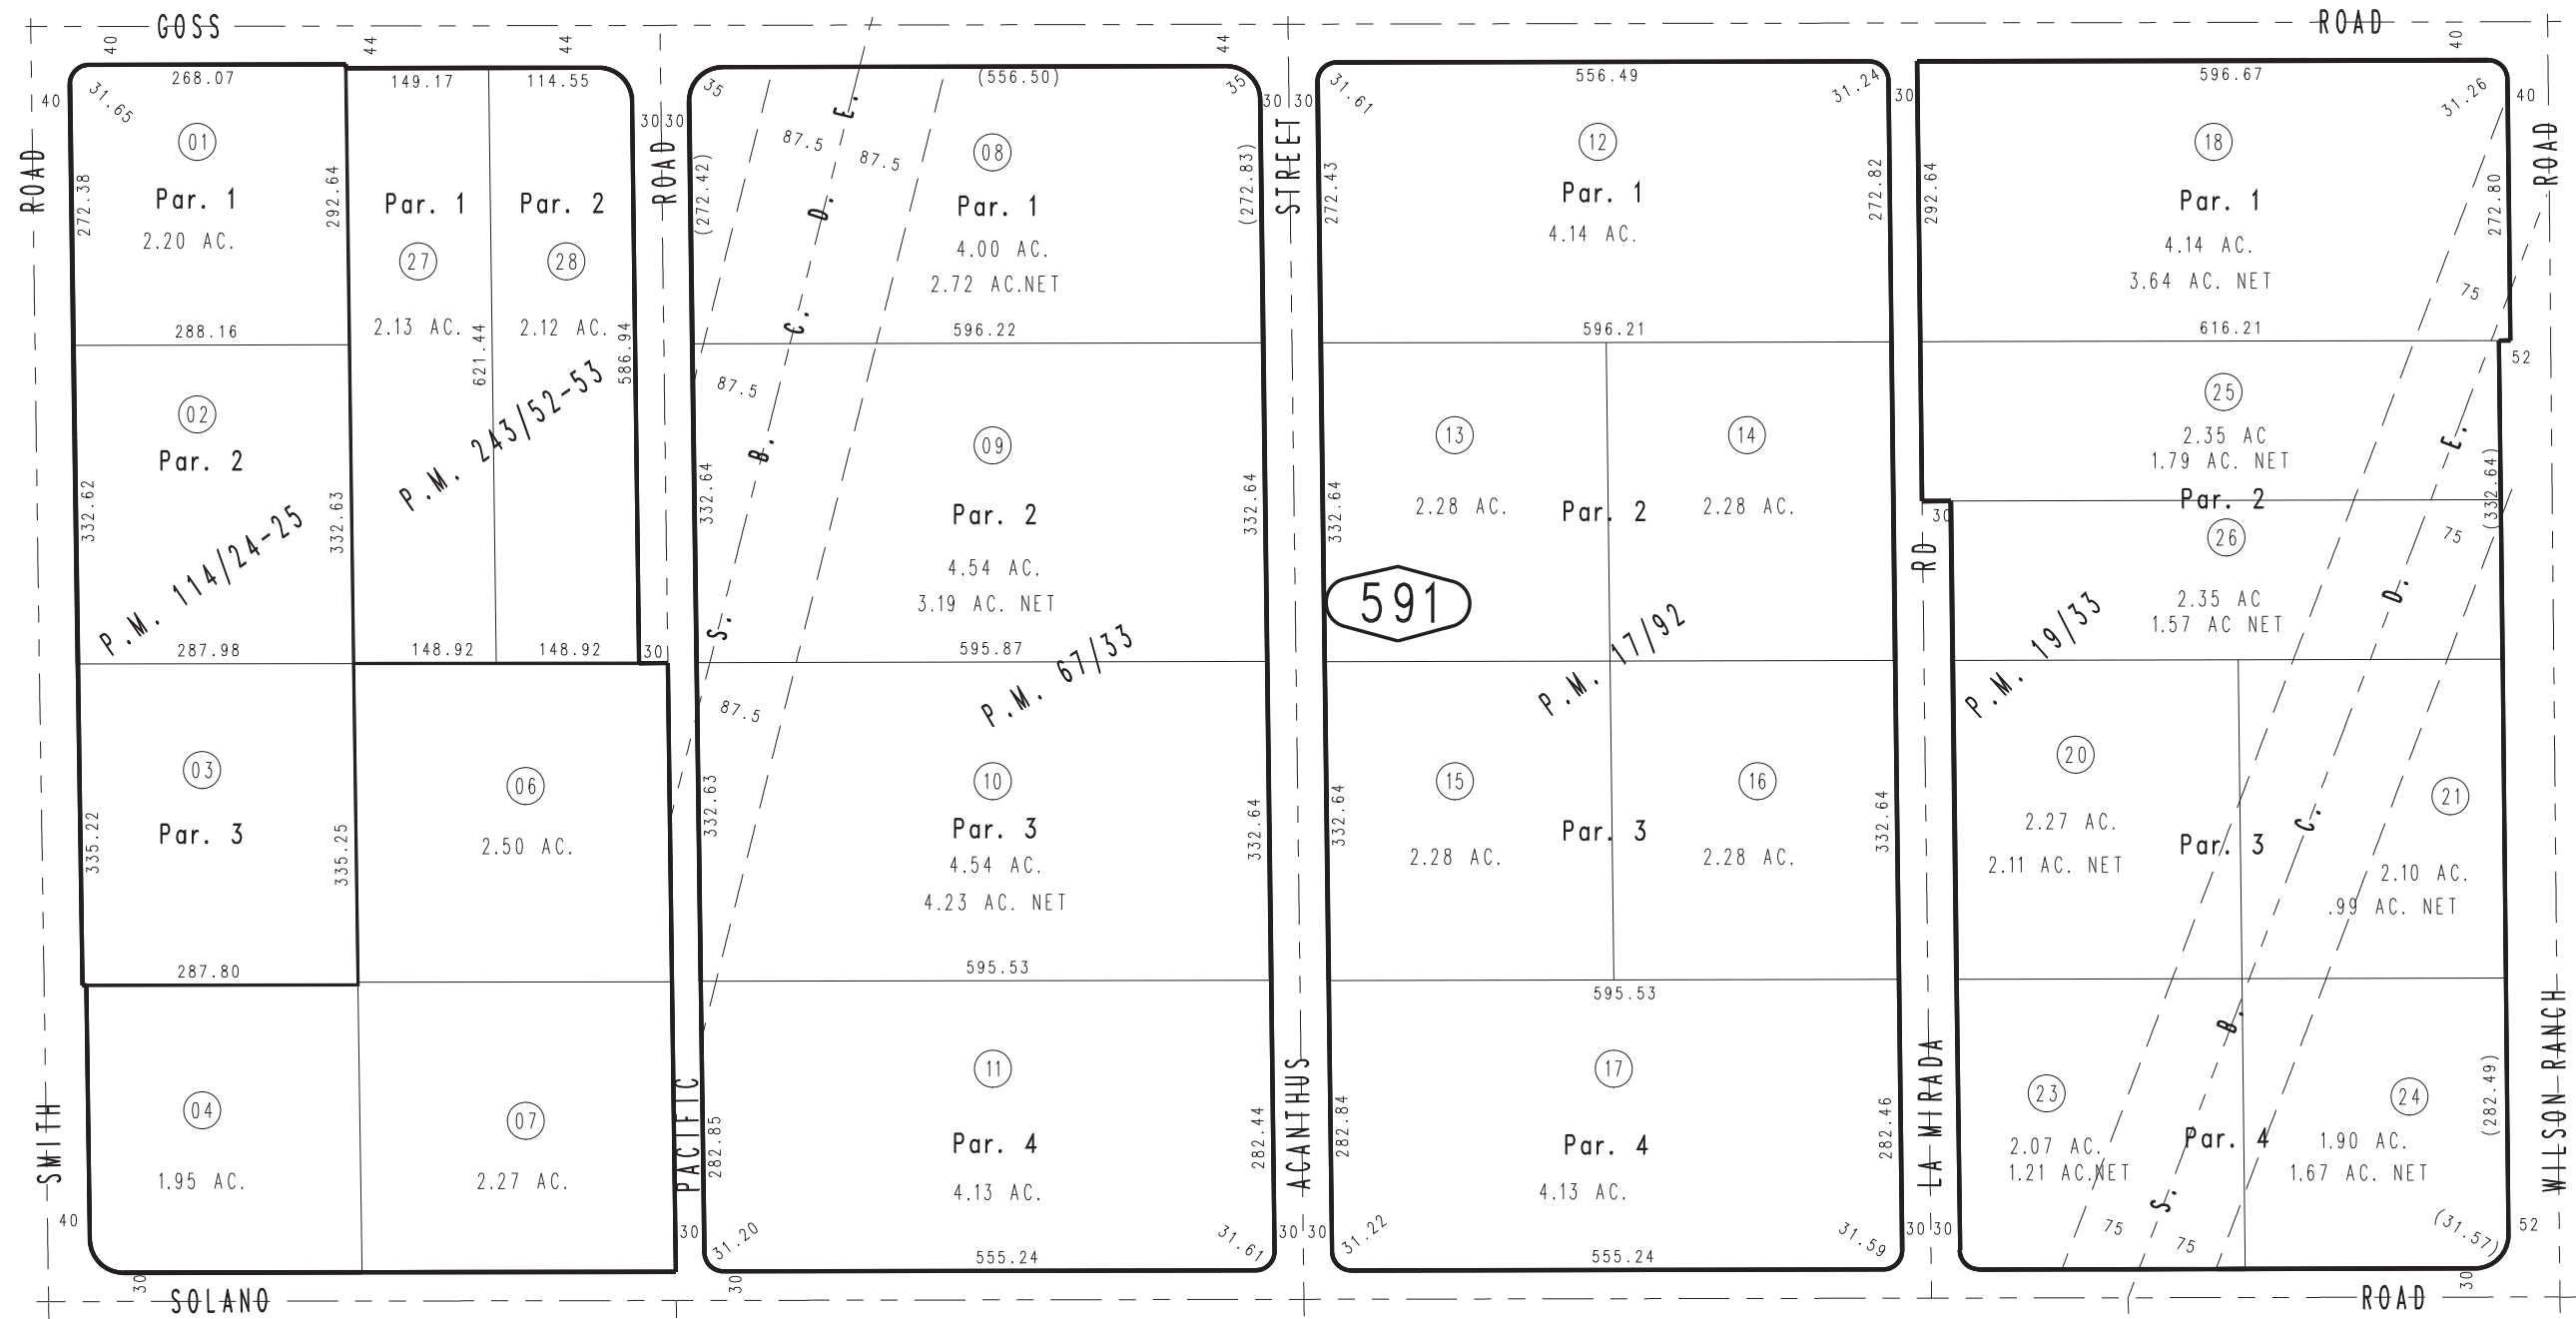 GOSS
ROAD
40
44
44
44
40
268.07
149.17
114.55
(556.50)
556.49
596.67
40
31.65
30 30
35
35
30 30
31.61
31.24
30
31.26
40
ROAD
ROAD
STREET
ROAD
01
Par. 1
2.20 AC.
272.38
292.64
288.16
Par. 1
27
2.13 AC.
621.44
Par. 2
28
2.12 AC.
586.94
P.M. 243/52-53
148.92
148.92
30
02
Par. 2
332.62
332.63
P.M. 114/24-25
287.98
03
Par. 3
335.22
335.25
287.80
06
2.50 AC.
04
1.95 AC.
07
2.27 AC.
(272.42)
87.5
87.5
08
Par. 1
4.00 AC.
2.72 AC.NET
(272.83)
596.22
S. B. C. D. E.
87.5
09
Par. 2
4.54 AC.
3.19 AC. NET
332.64
332.64
595.87
P.M. 67/33
87.5
10
Par. 3
4.54 AC.
4.23 AC. NET
332.63
332.64
595.53
11
Par. 4
4.13 AC.
282.85
282.44
31.20
31.61
555.24
12
Par. 1
4.14 AC.
272.43
272.82
596.21
13
2.28 AC.
14
2.28 AC.
Par. 2
332.64
591
P.M. 17/92
15
2.28 AC.
16
2.28 AC.
Par. 3
332.64
332.64
595.53
17
Par. 4
4.13 AC.
282.84
282.46
31.22
31.59
555.24
18
Par. 1
4.14 AC.
3.64 AC. NET
292.64
272.80
75
616.21
52
25
2.35 AC
1.79 AC. NET
Par. 2
(332.64)
30
RD
26
2.35 AC
1.57 AC NET
75
P.M. 19/33
S. B. C. D. E.
20
2.27 AC.
2.11 AC. NET
Par. 3
21
2.10 AC.
.99 AC. NET
23
2.07 AC.
1.21 AC.NET
Par. 4
24
1.90 AC.
1.67 AC. NET
(282.49)
75
75
(31.57)
52
SMITH
PACIFIC
ACANTHUS
LA MIRADA
WILSON RANCH
40
30
30 30
30 30
30
30
30
SOLANO
ROAD